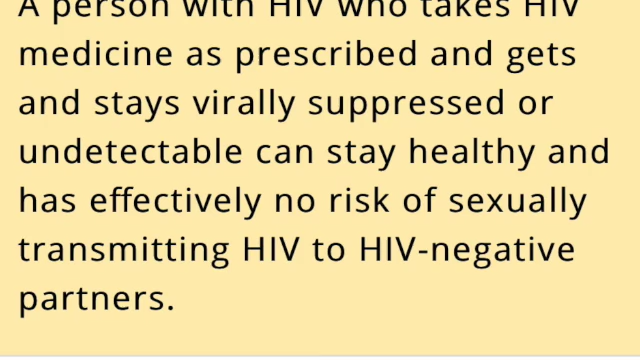 A person with HIV who takes HIV
medicine as prescribed and gets
and stays virally suppressed or
undetectable can stay healthy and
has effectively no risk of sexually
transmitting HIV to HIV-negative
partners.